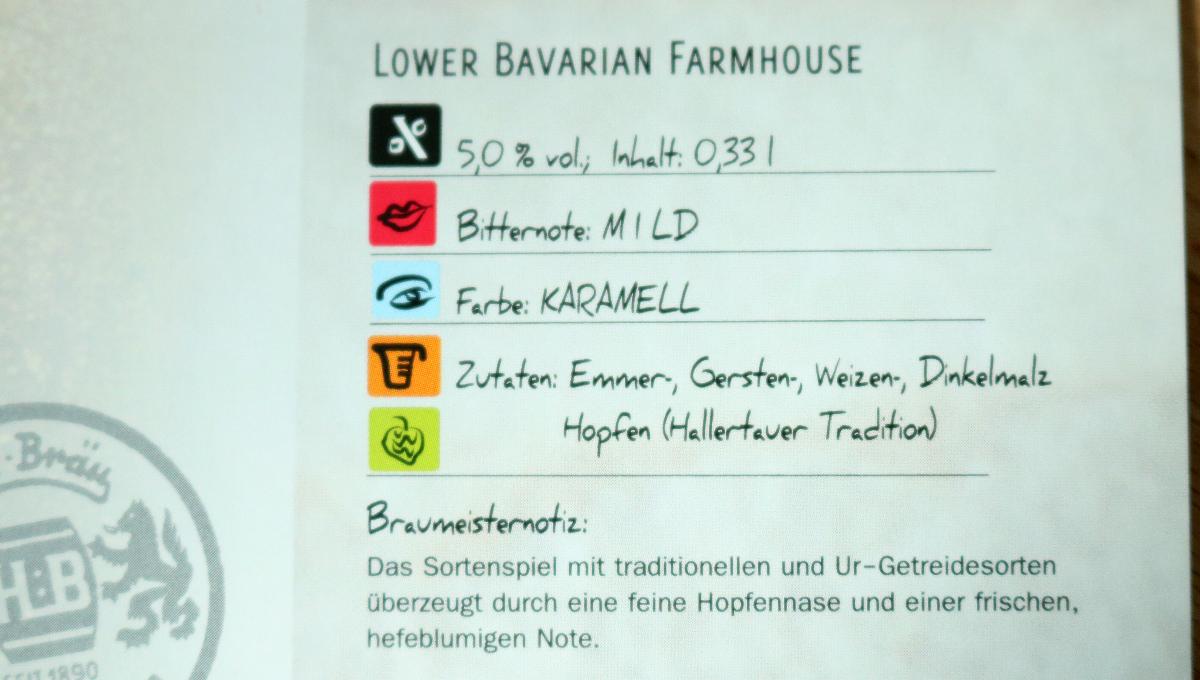 LOWER BAVARIAN FARMHOUSE
5,0 % vol.; Inhalt: 0,33 l
Bitternote: MILD
Farbe: KARAMELL
Zutaten: Emmer-, Gersten-, Weizen-, Dinkelmalz
Hopfen (Hallertauer Tradition)
Braumeisternotiz:
Das Sortenspiel mit traditionellen und Ur-Getreidesorten
überzeugt durch eine feine Hopfennase und einer frischen,
hefeblumigen Note.
-Bräu
H B
SEIT 1890